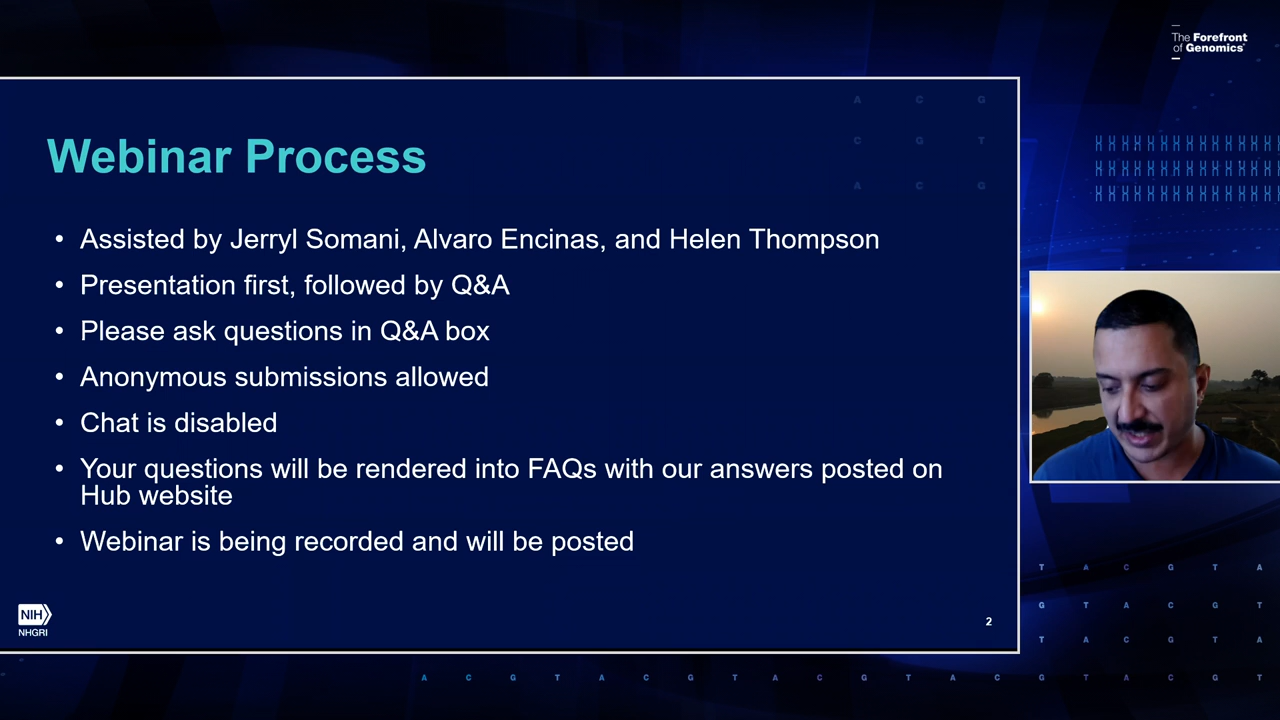 The Forefront
of Genomics
A C G
C G T
A C G
Webinar Process
• Assisted by Jerryl Somani, Alvaro Encinas, and Helen Thompson
• Presentation first, followed by Q&A
• Please ask questions in Q&A box
• Anonymous submissions allowed
• Chat is disabled
• Your questions will be rendered into FAQs with our answers posted on
Hub website
• Webinar is being recorded and will be posted
NIH
NHGRI
2
T A C G T A
G T A C G T
T A C G T A
A C G T A C G T A C G T A C G T A C G T